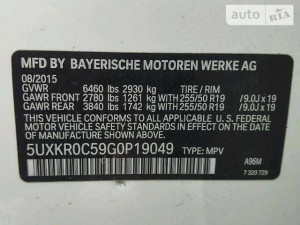 AUTO RIA
MFD BY BAYERISCHE MOTOREN WERKE AG
08/2015
GVWR 6460 lbs 2930 kg TIRE / RIM
GAWR FRONT 2780 lbs 1261 kg WITH 255/50 R19 / 9.0J x 19
GAWR REAR 3840 lbs 1742 kg WITH 255/50 R19 / 9.0J x 19
THIS VEHICLE CONFORMS TO ALL APPLICABLE U. S. FEDERAL
MOTOR VEHICLE SAFETY STANDARDS IN EFFECT ON THE DATE
OF MANUFACTURE SHOWN ABOVE.
5UXKR0C59G0P19049 TYPE: MPV
A96M
7 320 729